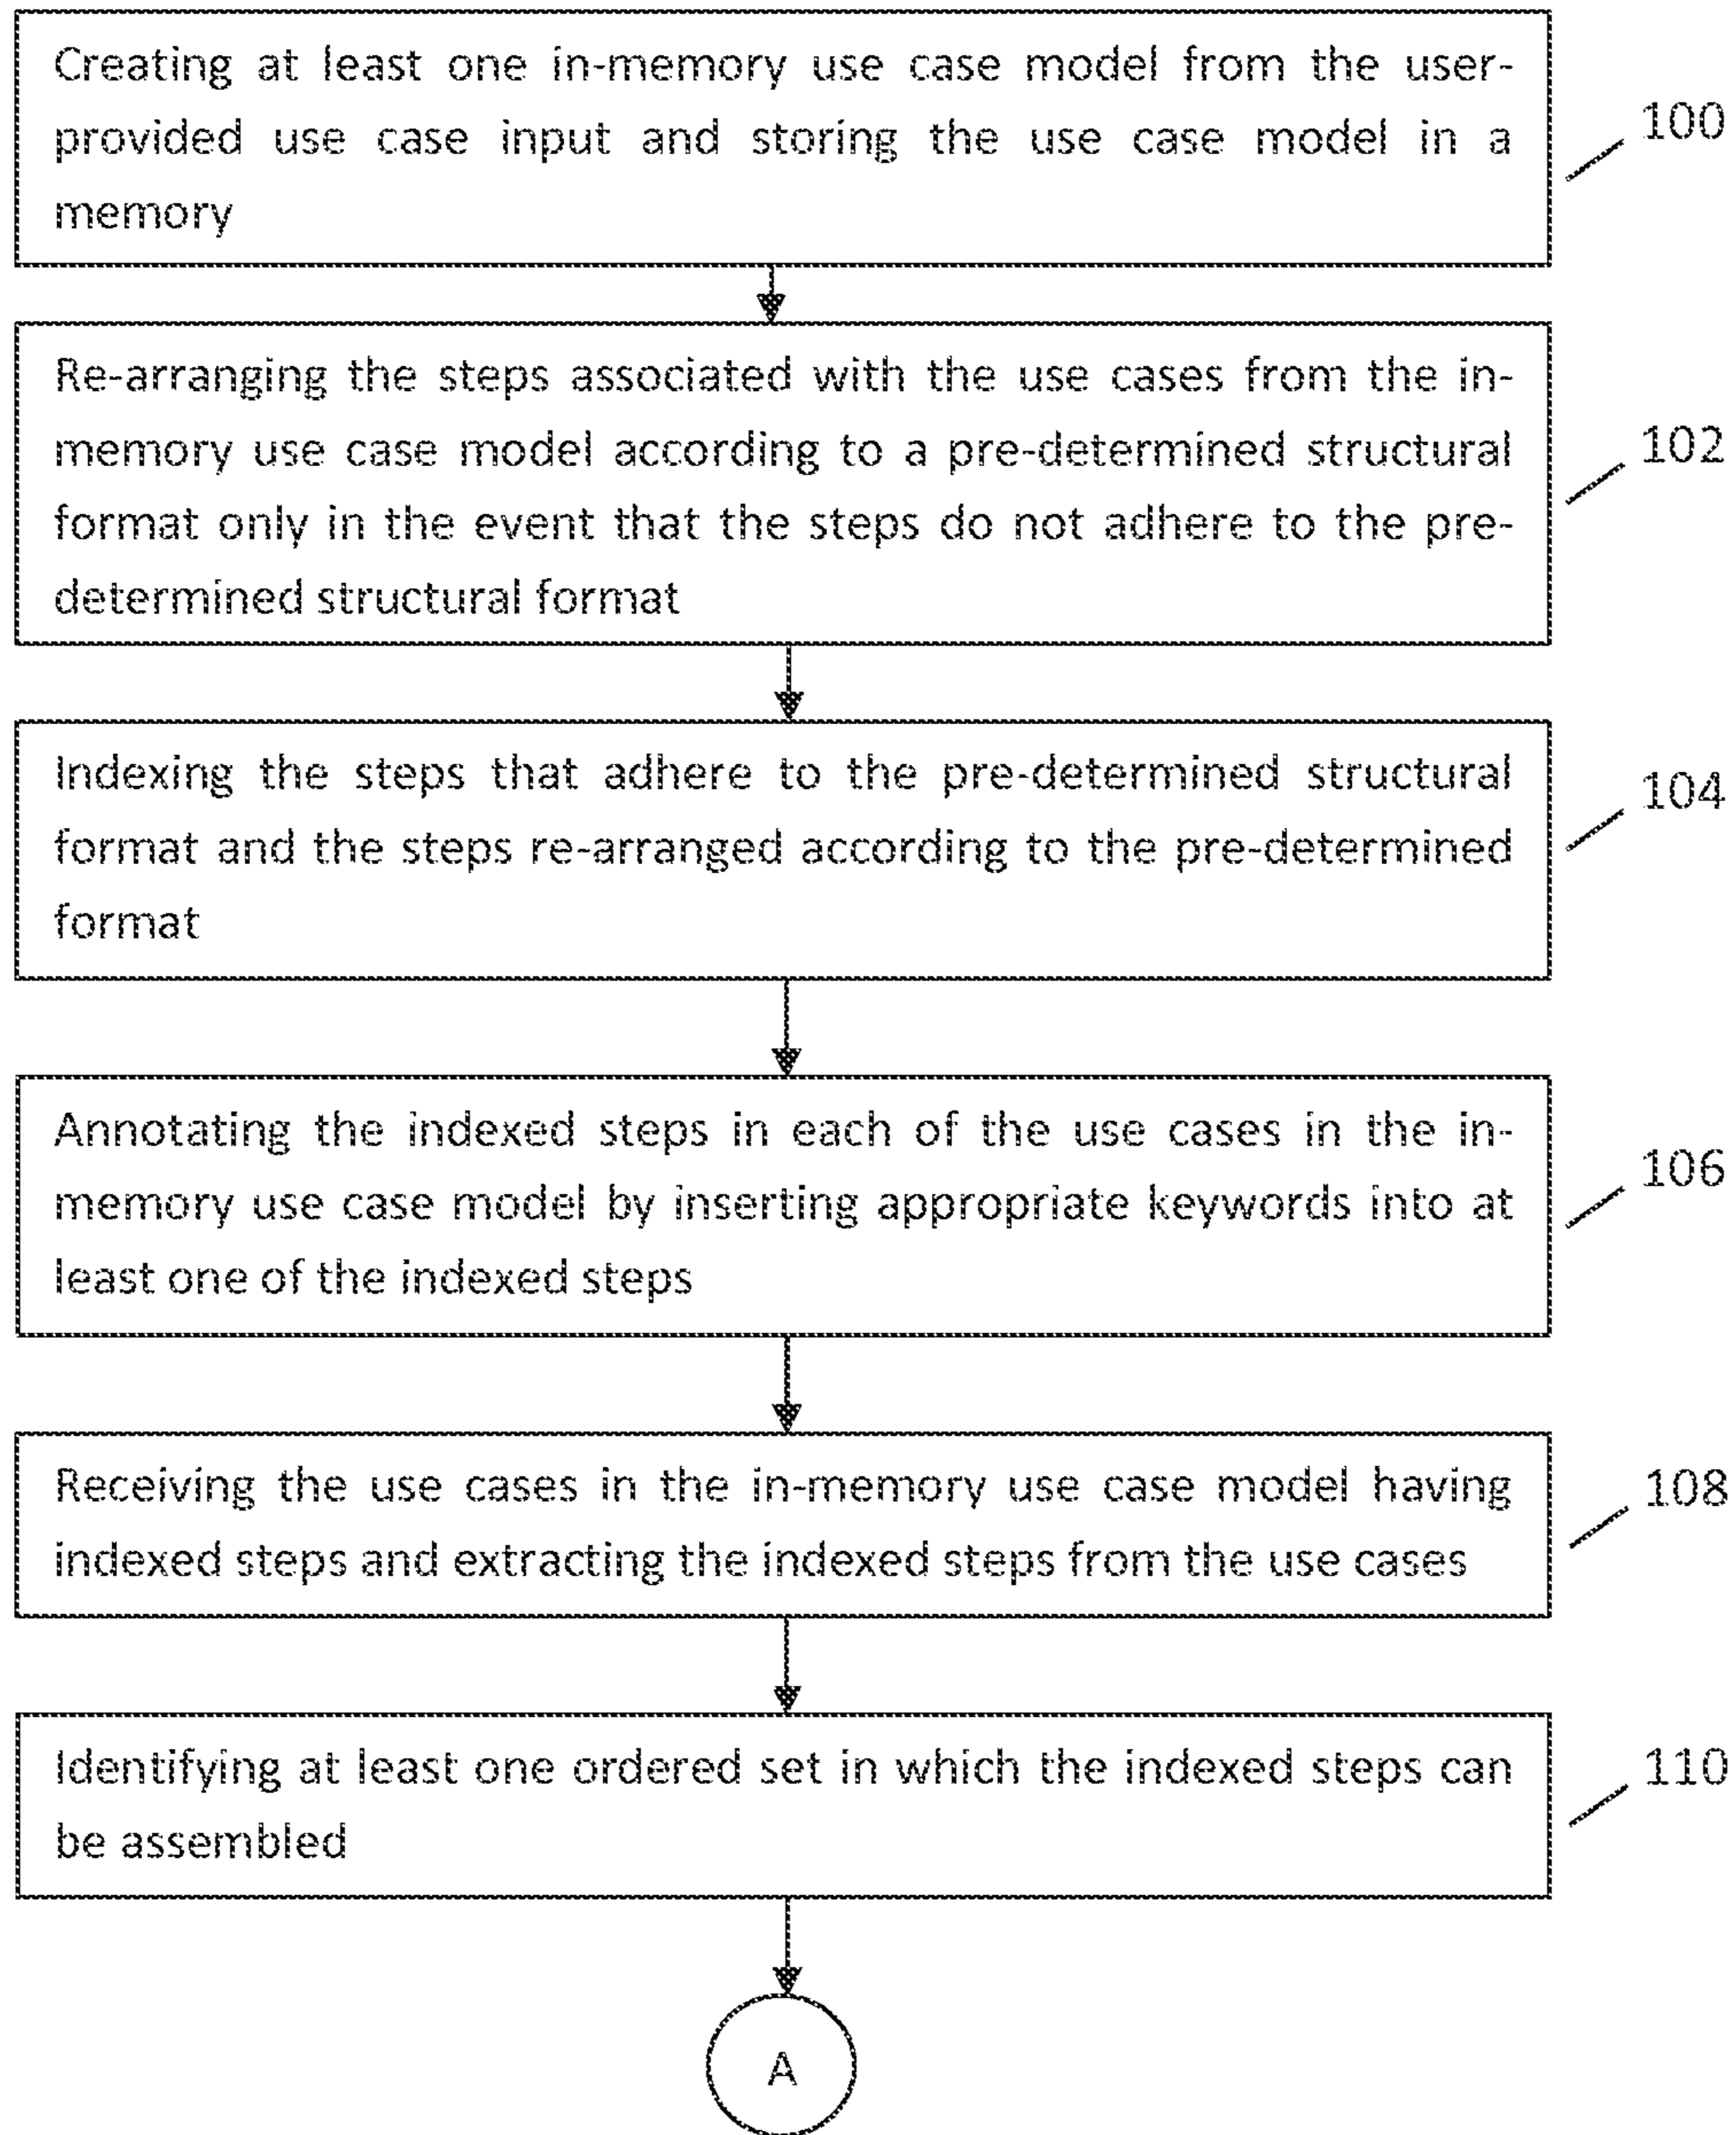 Creating at least one in-memory use case model from the user-
provided use case input and storing the use case model in a
memory
100
Re-arranging the steps associated with the use cases from the in-
memory use case model according to a pre-determined structural
format only in the event that the steps do not adhere to the pre-
determined structural format
102
Indexing the steps that adhere to the pre-determined structural
format and the steps re-arranged according to the pre-determined
format
104
Annotating the indexed steps in each of the use cases in the in-
memory use case model by inserting appropriate keywords into at
least one of the indexed steps
106
Receiving the use cases in the in-memory use case model having
indexed steps and extracting the indexed steps from the use cases
108
Identifying at least one ordered set in which the indexed steps can
be assembled
110
A